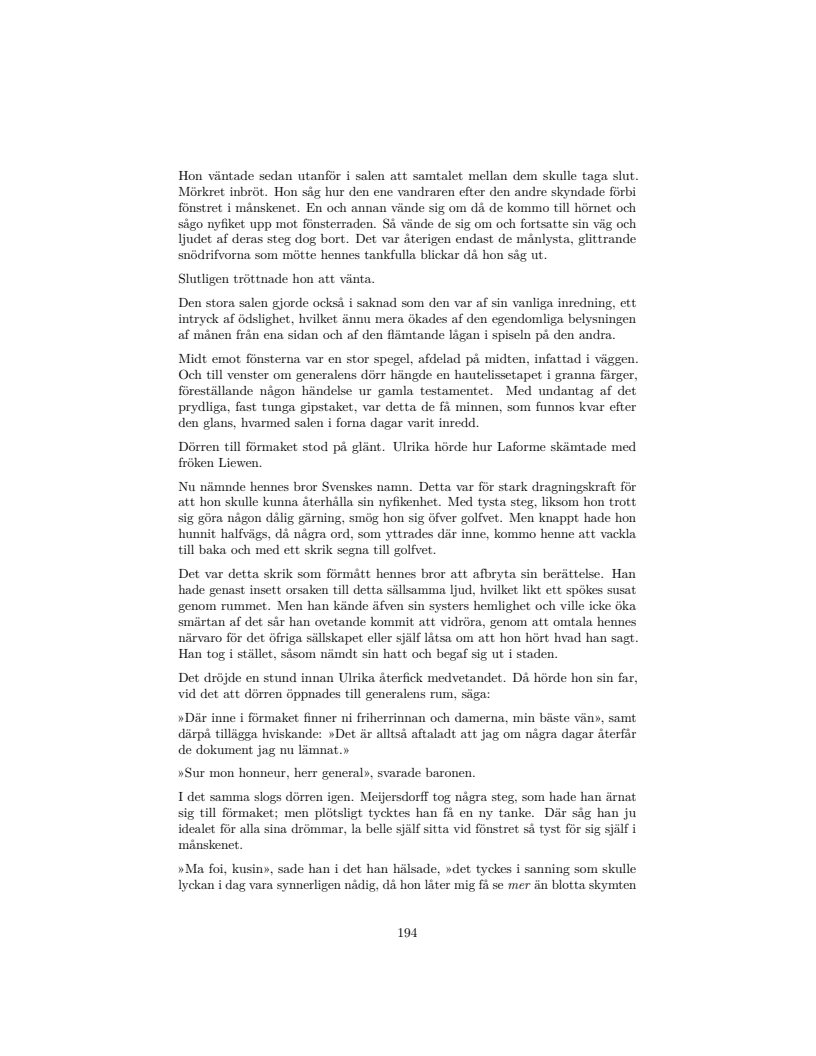 Hon väntade sedan utanför i salen att samtalet mellan dem skulle taga slut.
Mörkret inbröt. Hon såg hur den ene vandraren efter den andre skyndade förbi
fönstret i månskenet. En och annan vände sig om då de kommo till hörnet och
sågo nyfiket upp mot fönsterraden. Så vände de sig om och fortsatte sin väg och
ljudet af deras steg dog bort. Det var återigen endast de månlysta, glittrande
snödrifvorna som mötte hennes tankfulla blickar då hon såg ut.
Slutligen tröttnade hon att vänta.
Den stora salen gjorde också i saknad som den var af sin vanliga inredning, ett
intryck af ödslighet, hvilket ännu mera ökades af den egendomliga belysningen
af månen från ena sidan och af den flämtande lågan i spiseln på den andra.
Midt emot fönsterna var en stor spegel, afdelad på midten, infattad i väggen.
Och till venster om generalens dörr hängde en hautelissetapet i granna färger,
föreställande någon händelse ur gamla testamentet. Med undantag af det
prydliga, fast tunga gipstaket, var detta de få minnen, som funnos kvar efter
den glans, hvarmed salen i forna dagar varit inredd.
Dörren till förmaket stod på glänt. Ulrika hörde hur Laforme skämtade med
fröken Liewen.
Nu nämnde hennes bror Svenskes namn. Detta var för stark dragningskraft för
att hon skulle kunna återhålla sin nyfikenhet. Med tysta steg, liksom hon trott
sig göra någon dålig gärning, smög hon sig öfver golfvet. Men knappt hade hon
hunnit halfvägs, då några ord, som yttrades där inne, kommo henne att vackla
till baka och med ett skrik segna till golfvet.
Det var detta skrik som förmått hennes bror att afbryta sin berättelse. Han
hade genast insett orsaken till detta sällsamma ljud, hvilket likt ett spökes susat
genom rummet. Men han kände äfven sin systers hemlighet och ville icke öka
smärtan af det sår han ovetande kommit att vidröra, genom att omtala hennes
närvaro för det öfriga sällskapet eller själf låtsa om att hon hört hvad han sagt.
Han tog i stället, såsom nämdt sin hatt och begaf sig ut i staden.
Det dröjde en stund innan Ulrika återfick medvetandet. Då hörde hon sin far,
vid det att dörren öppnades till generalens rum, säga:
»Där inne i förmaket finner ni friherrinnan och damerna, min bäste vän», samt
därpå tillägga hviskande: »Det är alltså aftaladt att jag om några dagar återfår
de dokument jag nu lämnat.»
»Sur mon honneur, herr general», svarade baronen.
I det samma slogs dörren igen. Meijersdorff tog några steg, som hade han ärnat
sig till förmaket; men plötsligt tycktes han få en ny tanke. Där såg han ju
idealet för alla sina drömmar, la belle själf sitta vid fönstret så tyst för sig själf i
månskenet.
»Ma foi, kusin», sade han i det han hälsade, »det tyckes i sanning som skulle
lyckan i dag vara synnerligen nådig, då hon låter mig få se mer än blotta skymten
194